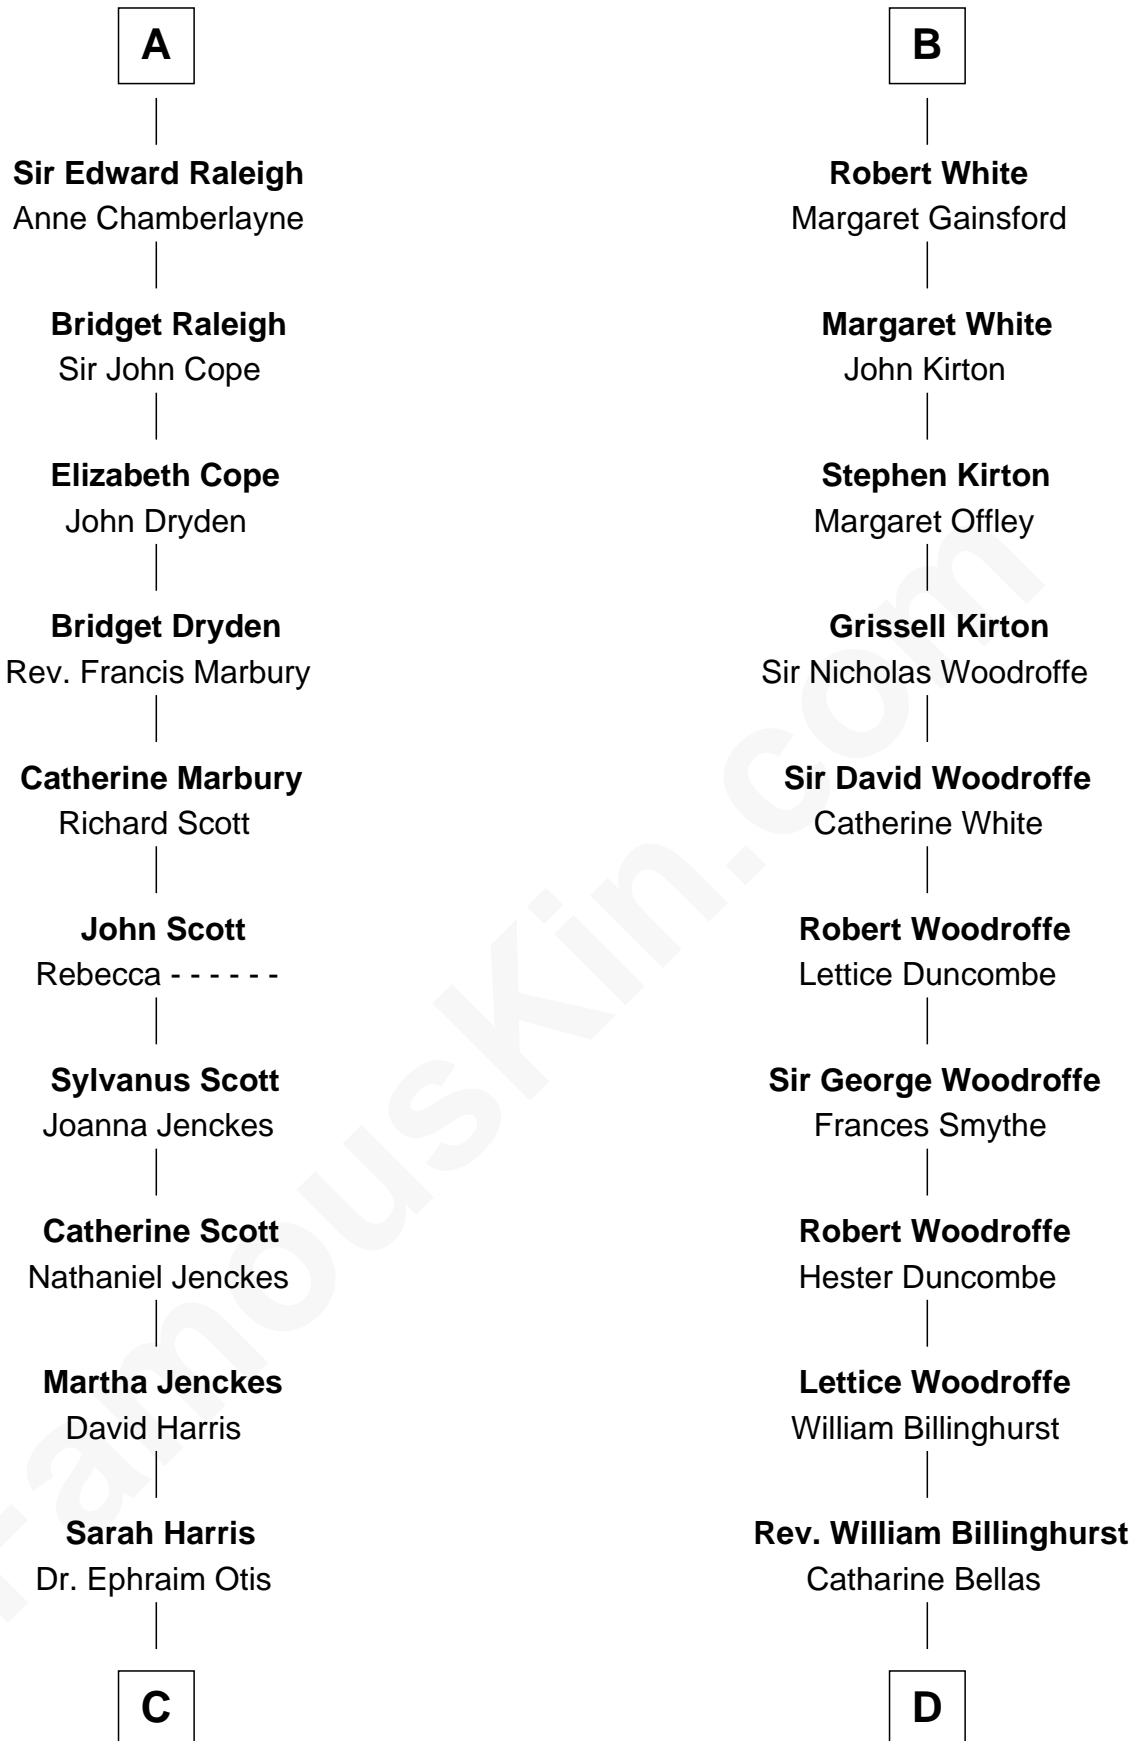 A
Sir Edward Raleigh
Anne Chamberlayne
Bridget Raleigh
Sir John Cope
Elizabeth Cope
John Dryden
Bridget Dryden
Rev. Francis Marbury
Catherine Marbury
Richard Scott
John Scott
Rebecca - - - - - -
Sylvanus Scott
Joanna Jenckes
Catherine Scott
Nathaniel Jenckes
Martha Jenckes
David Harris
Sarah Harris
Dr. Ephraim Otis
C
B
Robert White
Margaret Gainsford
Margaret White
John Kirton
Stephen Kirton
Margaret Offley
Grissell Kirton
Sir Nicholas Woodroffe
Sir David Woodroffe
Catherine White
Robert Woodroffe
Lettice Duncombe
Sir George Woodroffe
Frances Smythe
Robert Woodroffe
Hester Duncombe
Lettice Woodroffe
William Billinghurst
Rev. William Billinghurst
Catharine Bellas
D
FamousKin.com